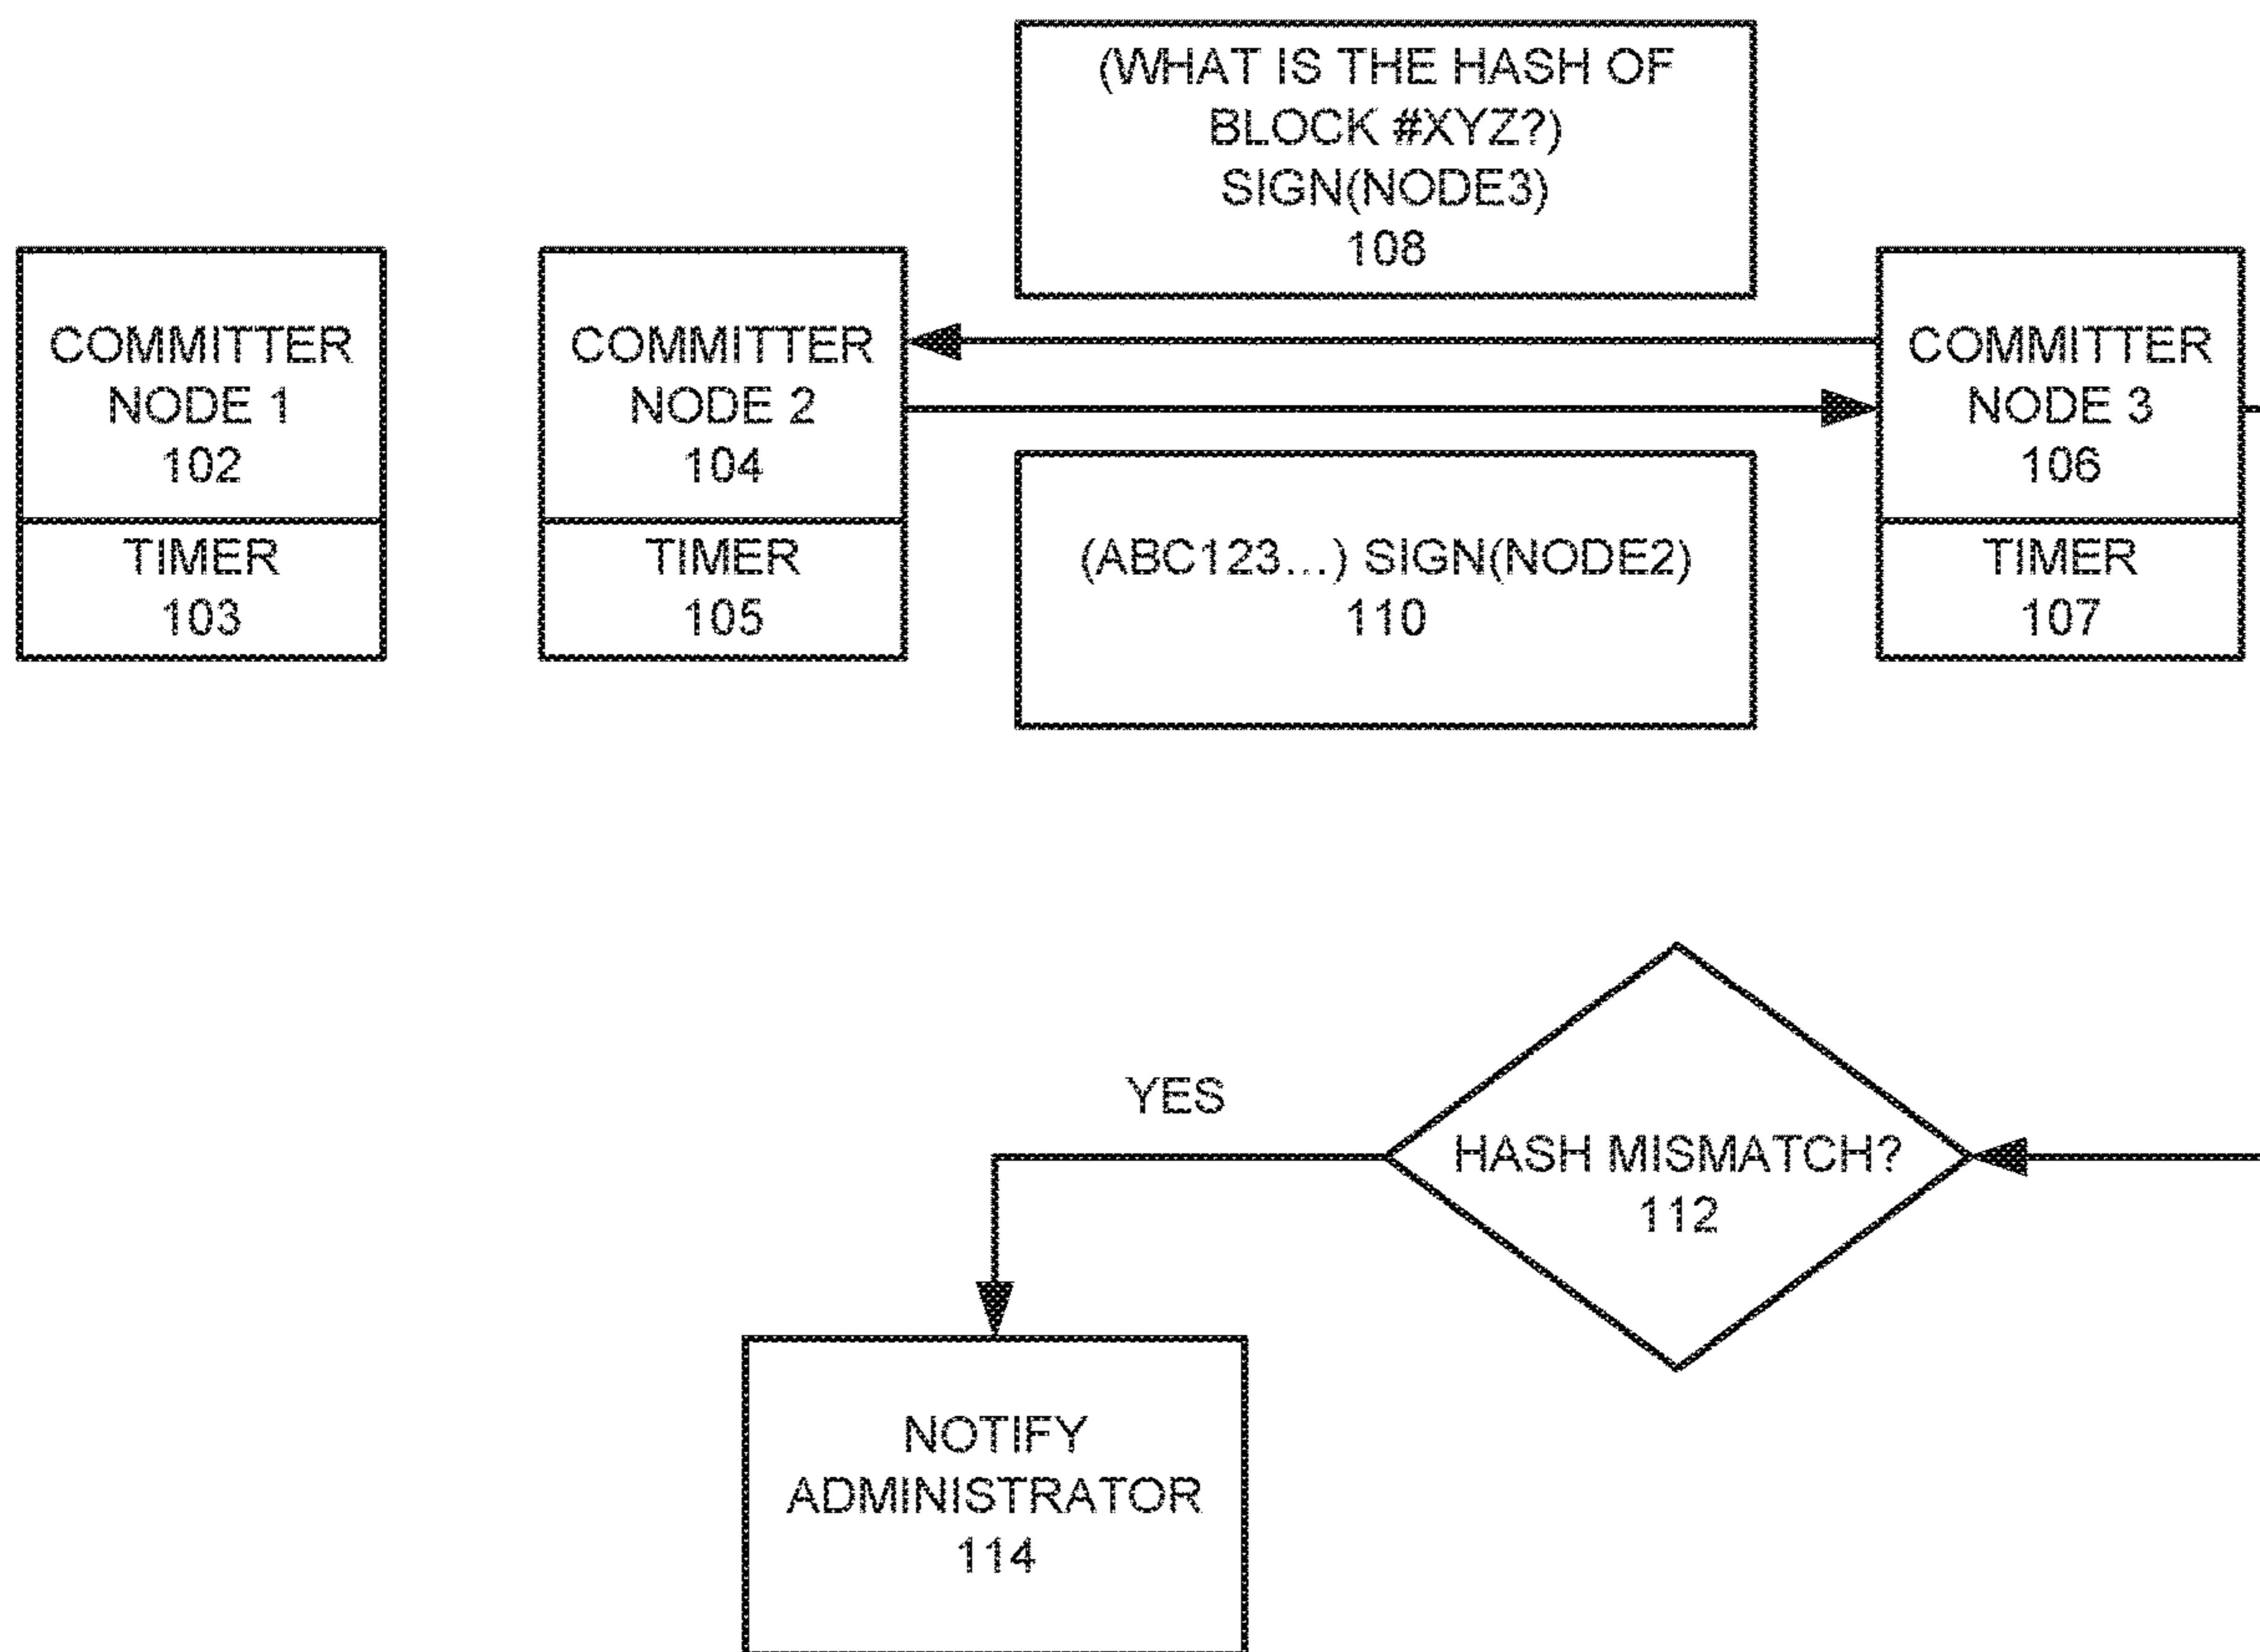 (WHAT IS THE HASH OF
BLOCK #XYZ?)
SIGN(NODE3)
108
COMMITTER
NODE 1
102
TIMER
103
COMMITTER
NODE 2
104
TIMER
105
COMMITTER
NODE 3
106
TIMER
107
(ABC123...) SIGN(NODE2)
110
YES
HASH MISMATCH?
112
NOTIFY
ADMINISTRATOR
114